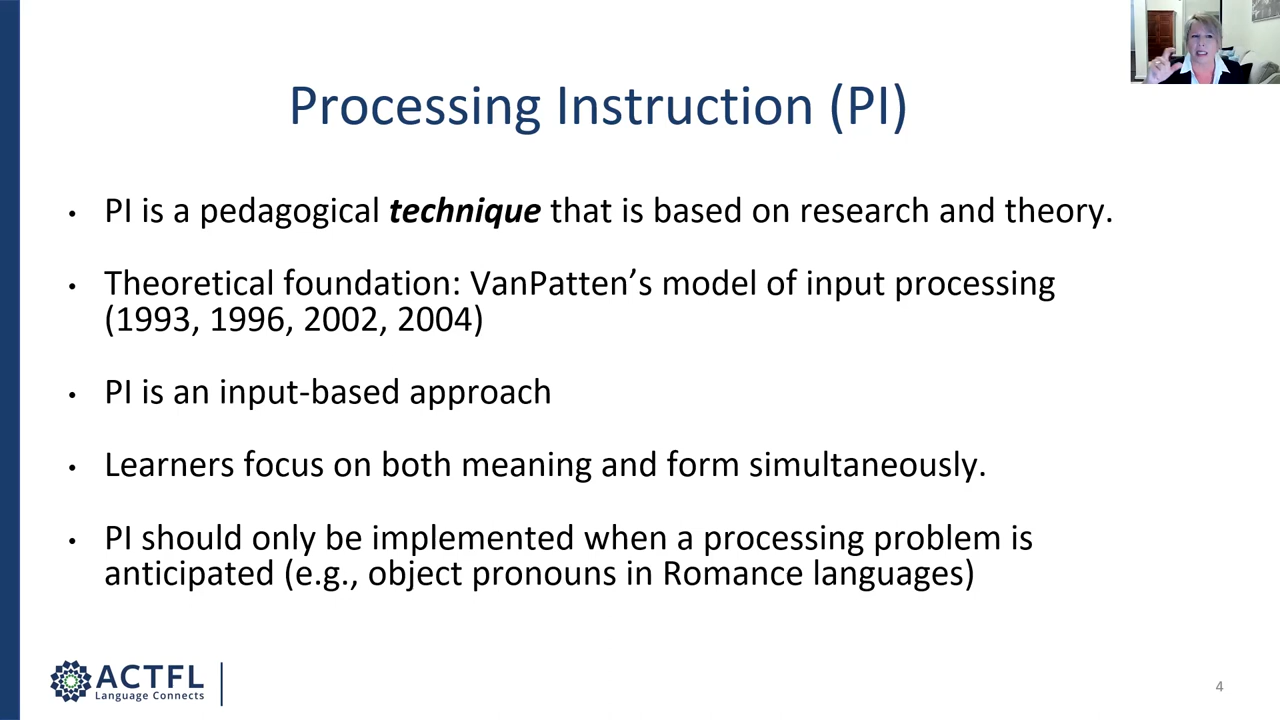 Processing Instruction (PI)
• PI is a pedagogical technique that is based on research and theory.
• Theoretical foundation: VanPatten’s model of input processing
(1993, 1996, 2002, 2004)
• PI is an input-based approach
• Learners focus on both meaning and form simultaneously.
• PI should only be implemented when a processing problem is
anticipated (e.g., object pronouns in Romance languages)
ACTFL
Language Connects
4